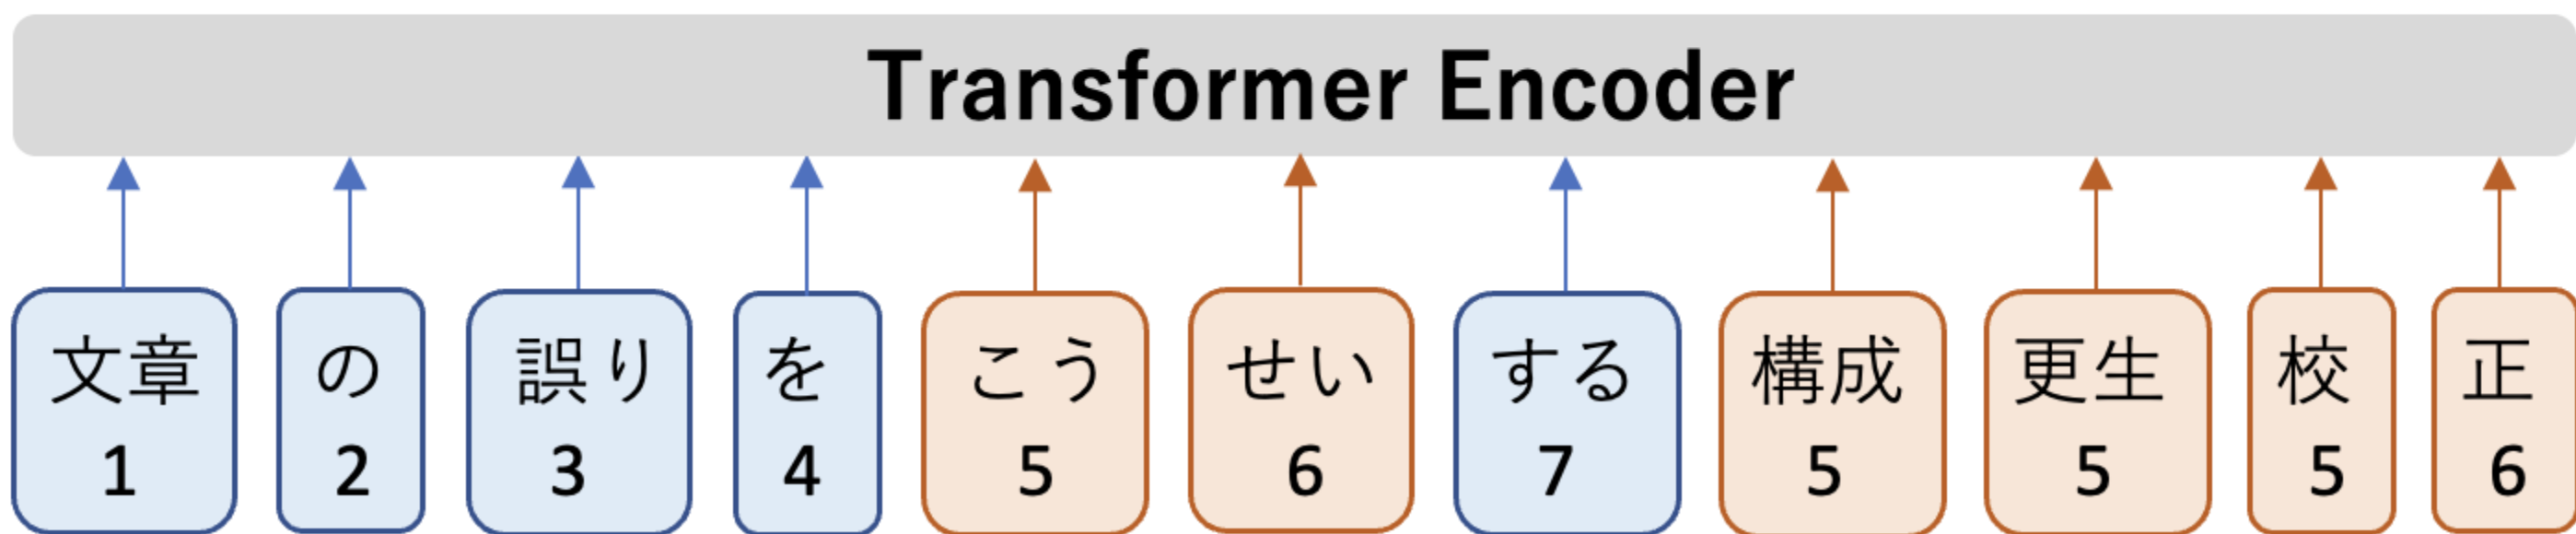 Transformer Encoder
文章 の 誤り を こう せい する 構成 更生 校 正
1 2 3 4 5 6 7 5 5 5 6